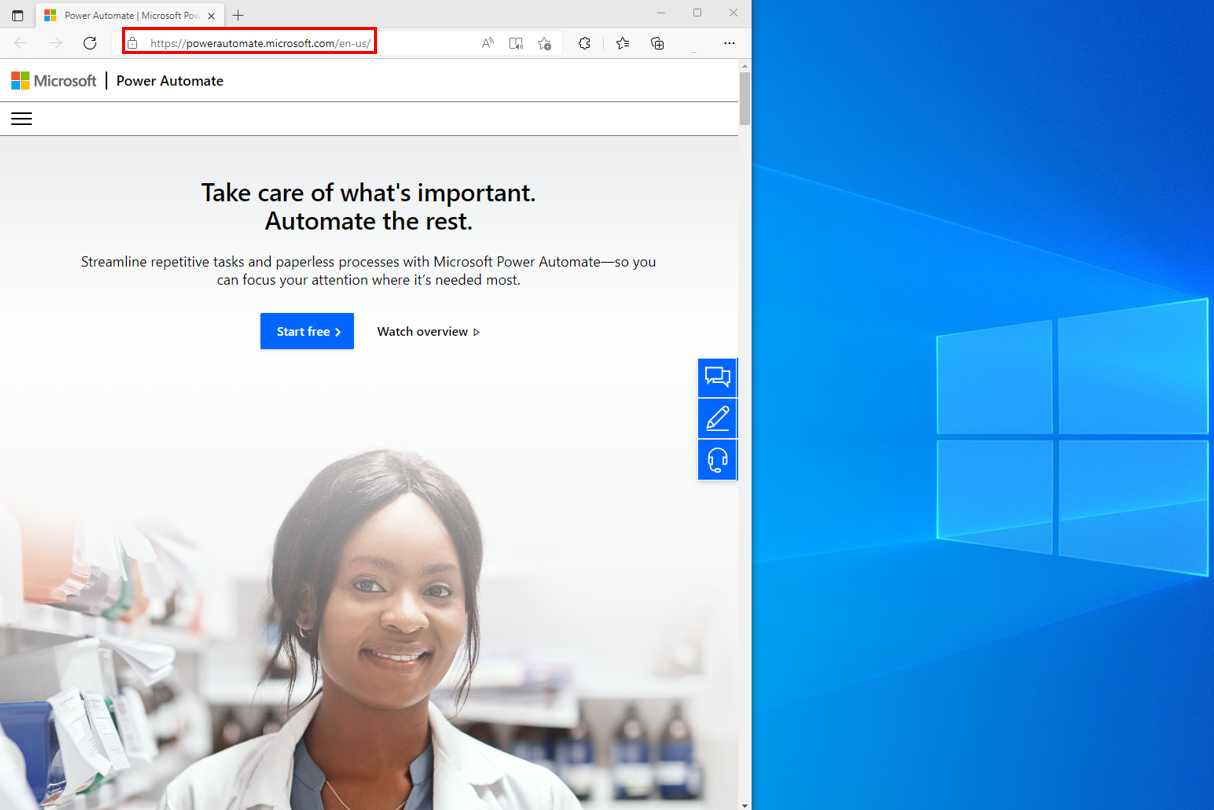 Power Automate | Microsoft Pow
https://powerautomate.microsoft.com/en-us/
Microsoft | Power Automate
Take care of what's important.
Automate the rest.
Streamline repetitive tasks and paperless processes with Microsoft Power Automate—so you
can focus your attention where it’s needed most.
Start free
Watch overview